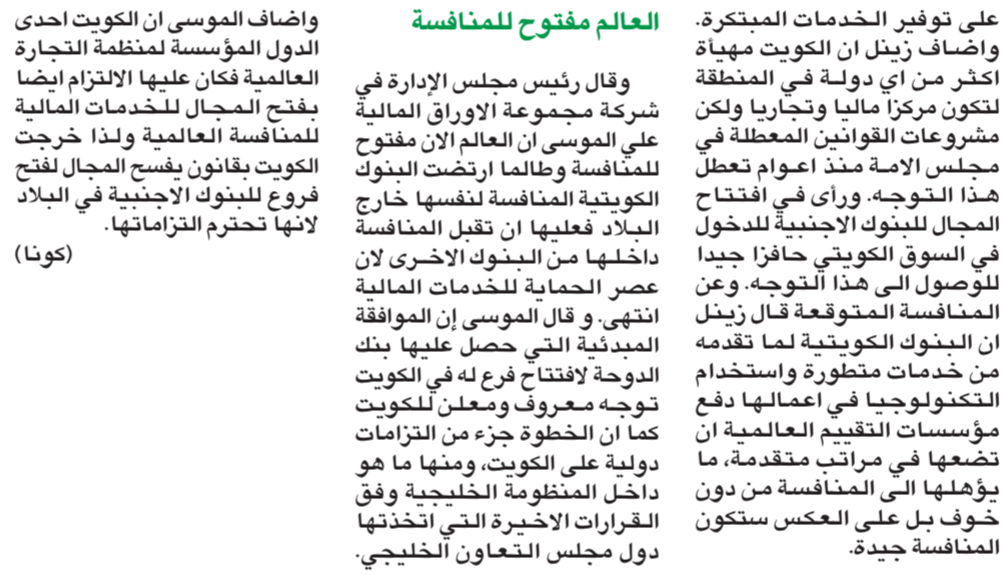 على توفير الخدمات المبتكرة.
واضاف زينل ان الكويت مهيأة
اكثر من اي دولة في المنطقة
لتكون مركزا ماليا وتجاريا ولكن
مشروعات القوانين المعطلة في
مجلس الامة منذ اعوام تعطل
هذا التوجه. ورأى في افتتاح
المجال للبنوك الاجنبية للدخول
في السوق الكويتي حافزا جيدا
للوصول الى هذا التوجه. وعن
المنافسة المتوقعة قال زينل
ان البنوك الكويتية لما تقدمه
من خدمات متطورة واستخدام
التكنولوجيا في اعمالها دفع
مؤسسات التقييم العالمية ان
تضعها في مراتب متقدمة، ما
يؤهلها الى المنافسة من دون
خوف بل على العكس ستكون
المنافسة جيدة.
العالم مفتوح للمنافسة
وقال رئيس مجلس الإدارة في
شركة مجموعة الاوراق المالية
علي الموسى ان العالم الان مفتوح
للمنافسة وطالما ارتضت البنوك
الكويتية المنافسة لنفسها خارج
البلاد فعليها ان تقبل المنافسة
داخلها من البنوك الاخرى لان
عصر الحماية للخدمات المالية
انتهى. و قال الموسى إن الموافقة
المبدئية التي حصل عليها بنك
الدوحة لافتتاح فرع له في الكويت
توجه معروف ومعلن للكويت
كما ان الخطوة جزء من التزامات
دولية على الكويت، ومنها ما هو
داخل المنظومة الخليجية وفق
القرارات الاخيرة التي اتخذتها
دول مجلس التعاون الخليجي.
واضاف الموسى ان الكويت احدى
الدول المؤسسة لمنظمة التجارة
العالمية فكان عليها الالتزام ايضا
بفتح المجال للخدمات المالية
للمنافسة العالمية ولذا خرجت
الكويت بقانون يفسح المجال لفتح
فروع للبنوك الاجنبية في البلاد
لانها تحترم التزاماتها.
(كونا)